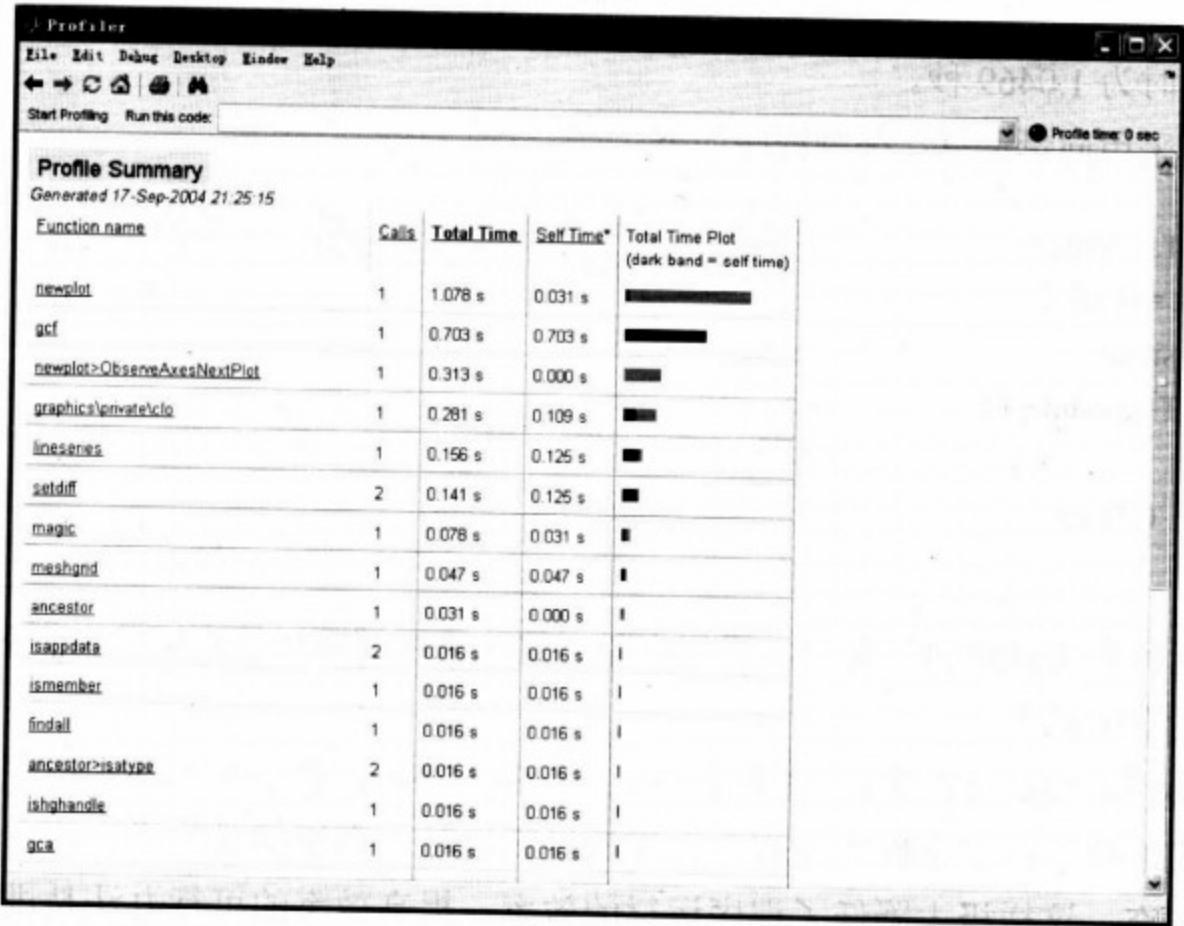 Profiler
File Edit Debug Desktop Window Help
Start Profiling Run this code:
Profile time: 0 sec
Profile Summary
Generated 17-Sep-2004 21:25:15
Function name Calls Total Time Self Time* Total Time Plot
(dark band = self time)
newplot 1 1.078 s 0.031 s
gcf 1 0.703 s 0.703 s
newplot>ObserveAxesNextPlot 1 0.313 s 0.000 s
graphics\private\clo 1 0.281 s 0.109 s
lineseries 1 0.156 s 0.125 s
setdiff 2 0.141 s 0.125 s
magic 1 0.078 s 0.031 s
meshgrid 1 0.047 s 0.047 s
ancestor 1 0.031 s 0.000 s
isappdata 2 0.016 s 0.016 s
ismember 1 0.016 s 0.016 s
findall 1 0.016 s 0.016 s
ancestor>isatype 2 0.016 s 0.016 s
ishghandle 1 0.016 s 0.016 s
gca 1 0.016 s 0.016 s